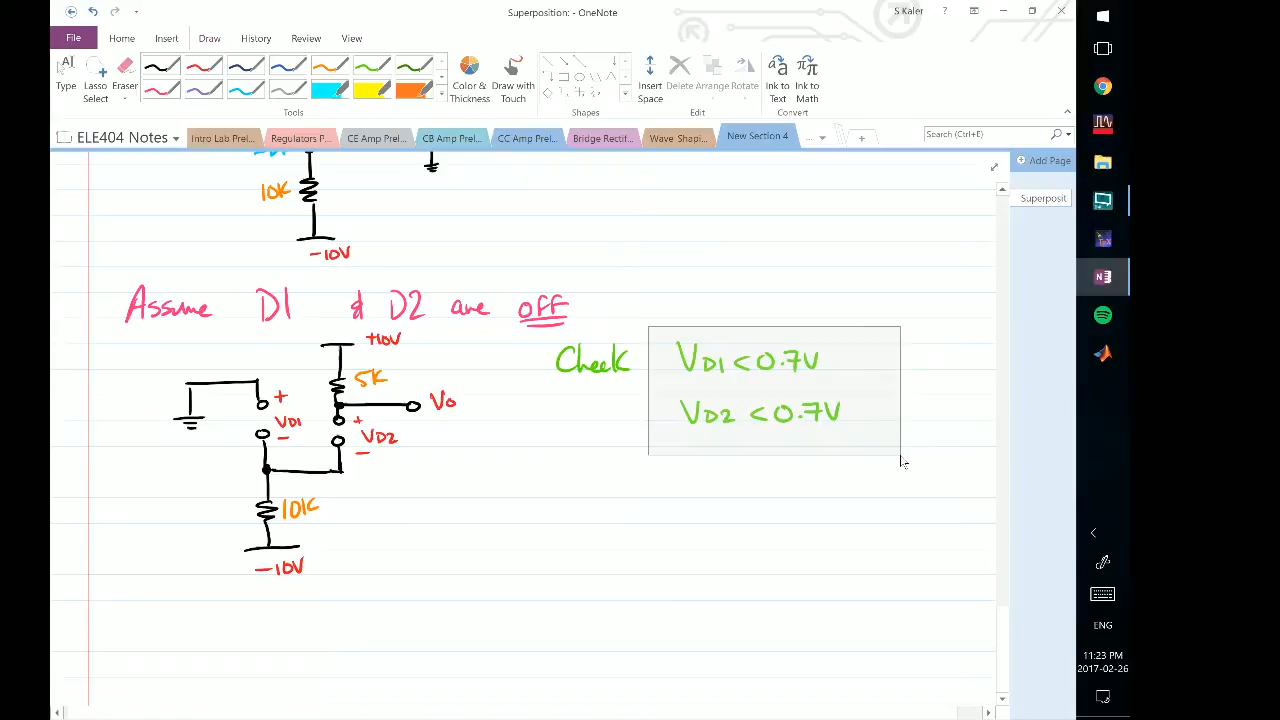 Superposition: - OneNote
S Kaler
?
File Home Insert Draw History Review View
Type
Lasso Select
Eraser
Color & Thickness
Draw with Touch
Insert Space
Delete Arrange Rotate
Ink to Text
Ink to Math
Tools
Shapes
Edit
Convert
ELE404 Notes
Intro Lab Prel...
Regulators P...
CE Amp Prel...
CB Amp Prel...
CC Amp Prel...
Bridge Rectif...
Wave Shapi...
New Section 4
...
Search (Ctrl+E)
Add Page
Superposit
10K
-10V
Assume D1 & D2 are off
+10V
5K
Vo
+
VD1
-
+
VD2
-
10K
-10V
Check
VD1 < 0.7V
VD2 < 0.7V
ENG
11:23 PM
2017-02-26